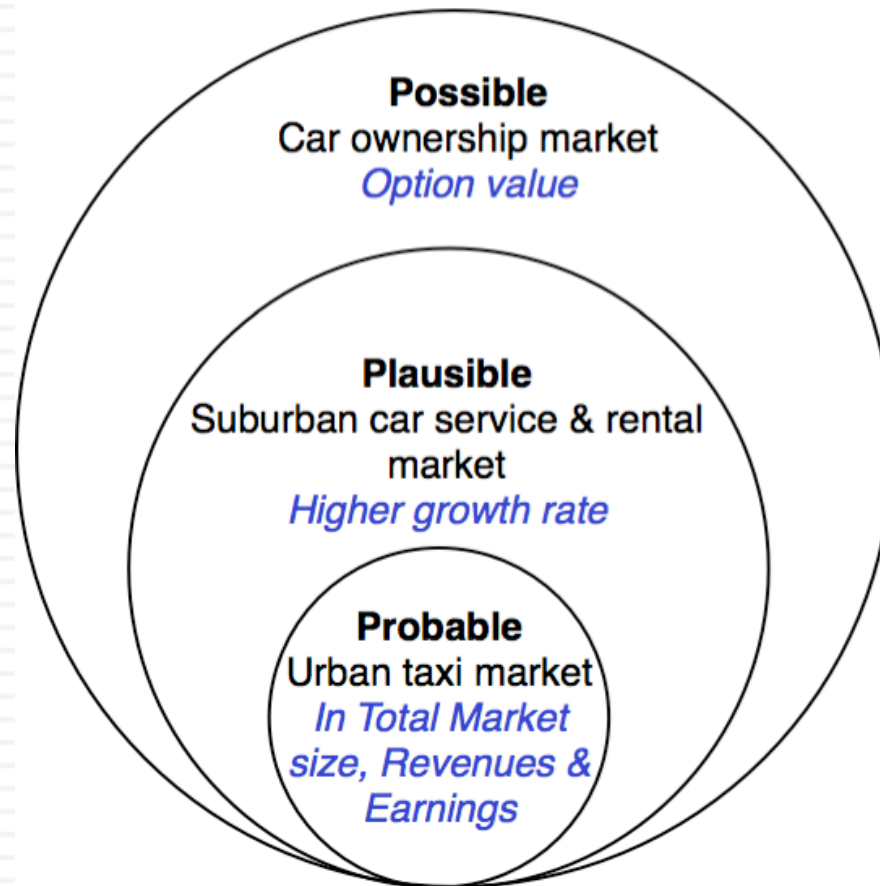 Possible
Car ownership market
Option value
Plausible
Suburban car service & rental
market
Higher growth rate
Probable
Urban taxi market
In Total Market
size, Revenues &
Earnings